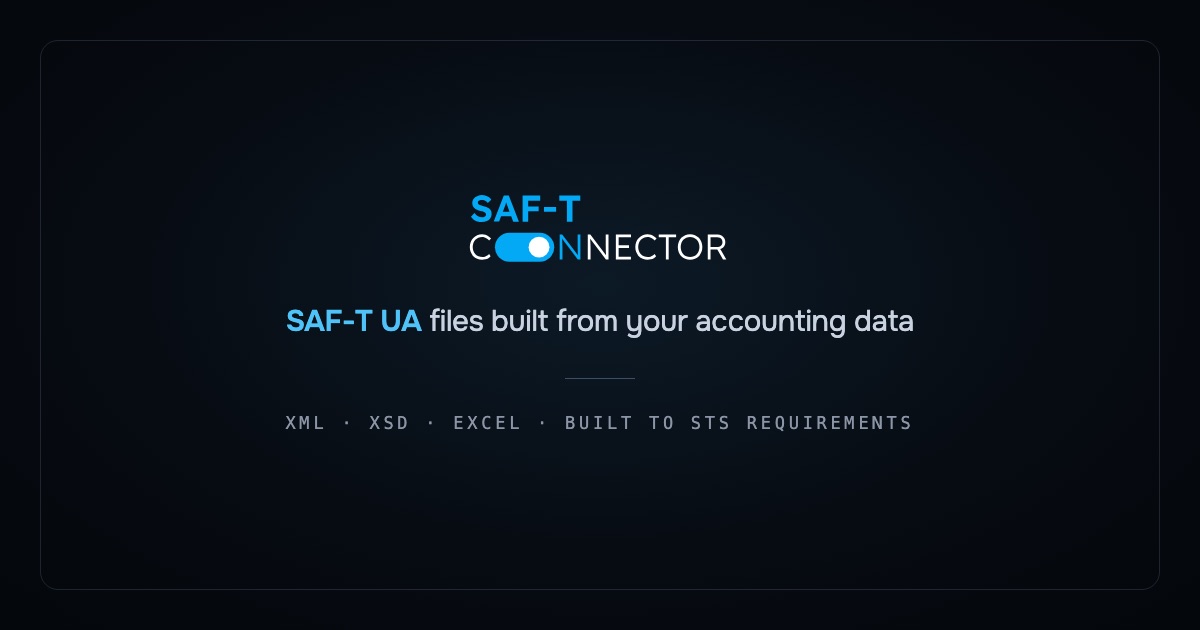 SAF-T
CONNECTOR
SAF-T UA files built from your accounting data
XML · XSD · EXCEL · BUILT TO STS REQUIREMENTS